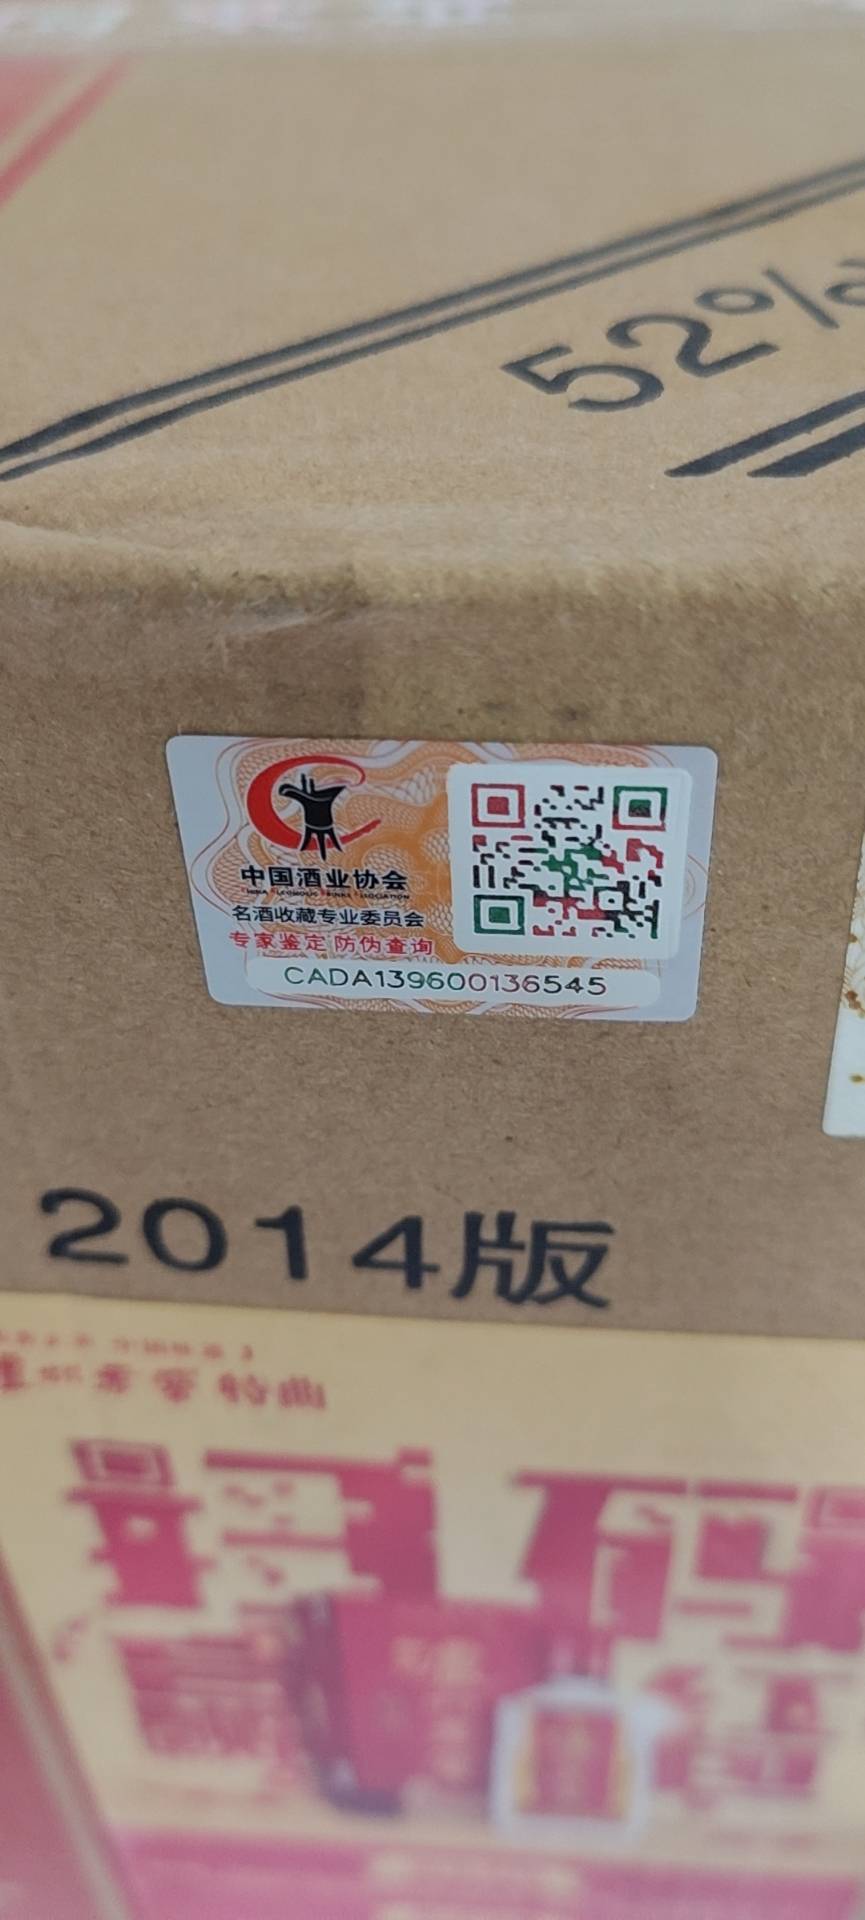 52%
中国酒业协会
名酒收藏专业委员会
专家鉴定 防伪查询
CADA139600136545
2014版